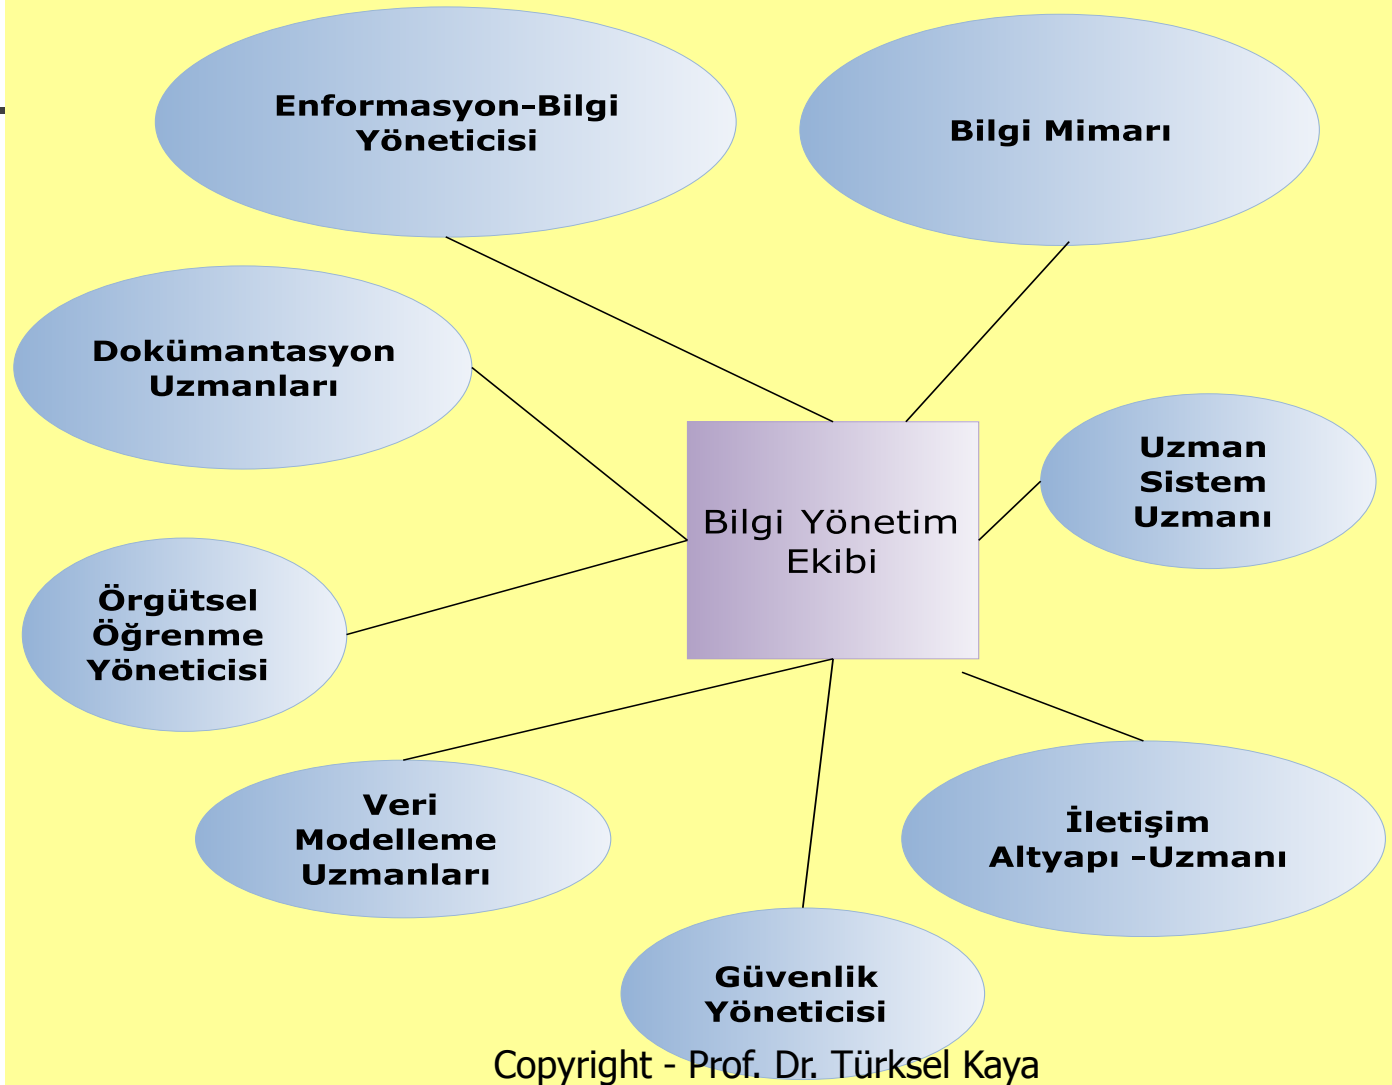 Enformasyon-Bilgi
Yöneticisi
Bilgi Mimarı
Dokümantasyon
Uzmanları
Uzman
Sistem
Uzmanı
Bilgi Yönetim
Ekibi
Örgütsel
Öğrenme
Yöneticisi
Veri
Modelleme
Uzmanları
İletişim
Altyapı -Uzmanı
Güvenlik
Yöneticisi
Copyright - Prof. Dr. Türksel Kaya